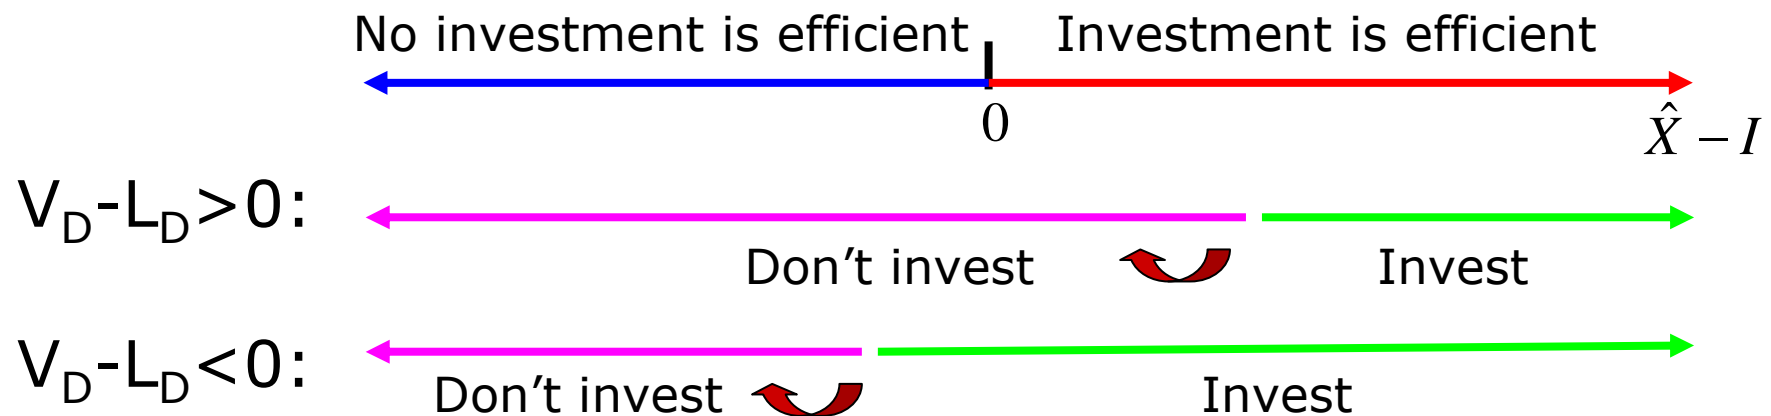 No investment is efficient Investment is efficient
0
X̂ – I
V_D-L_D>0:
Don’t invest Invest
V_D-L_D<0:
Don’t invest Invest